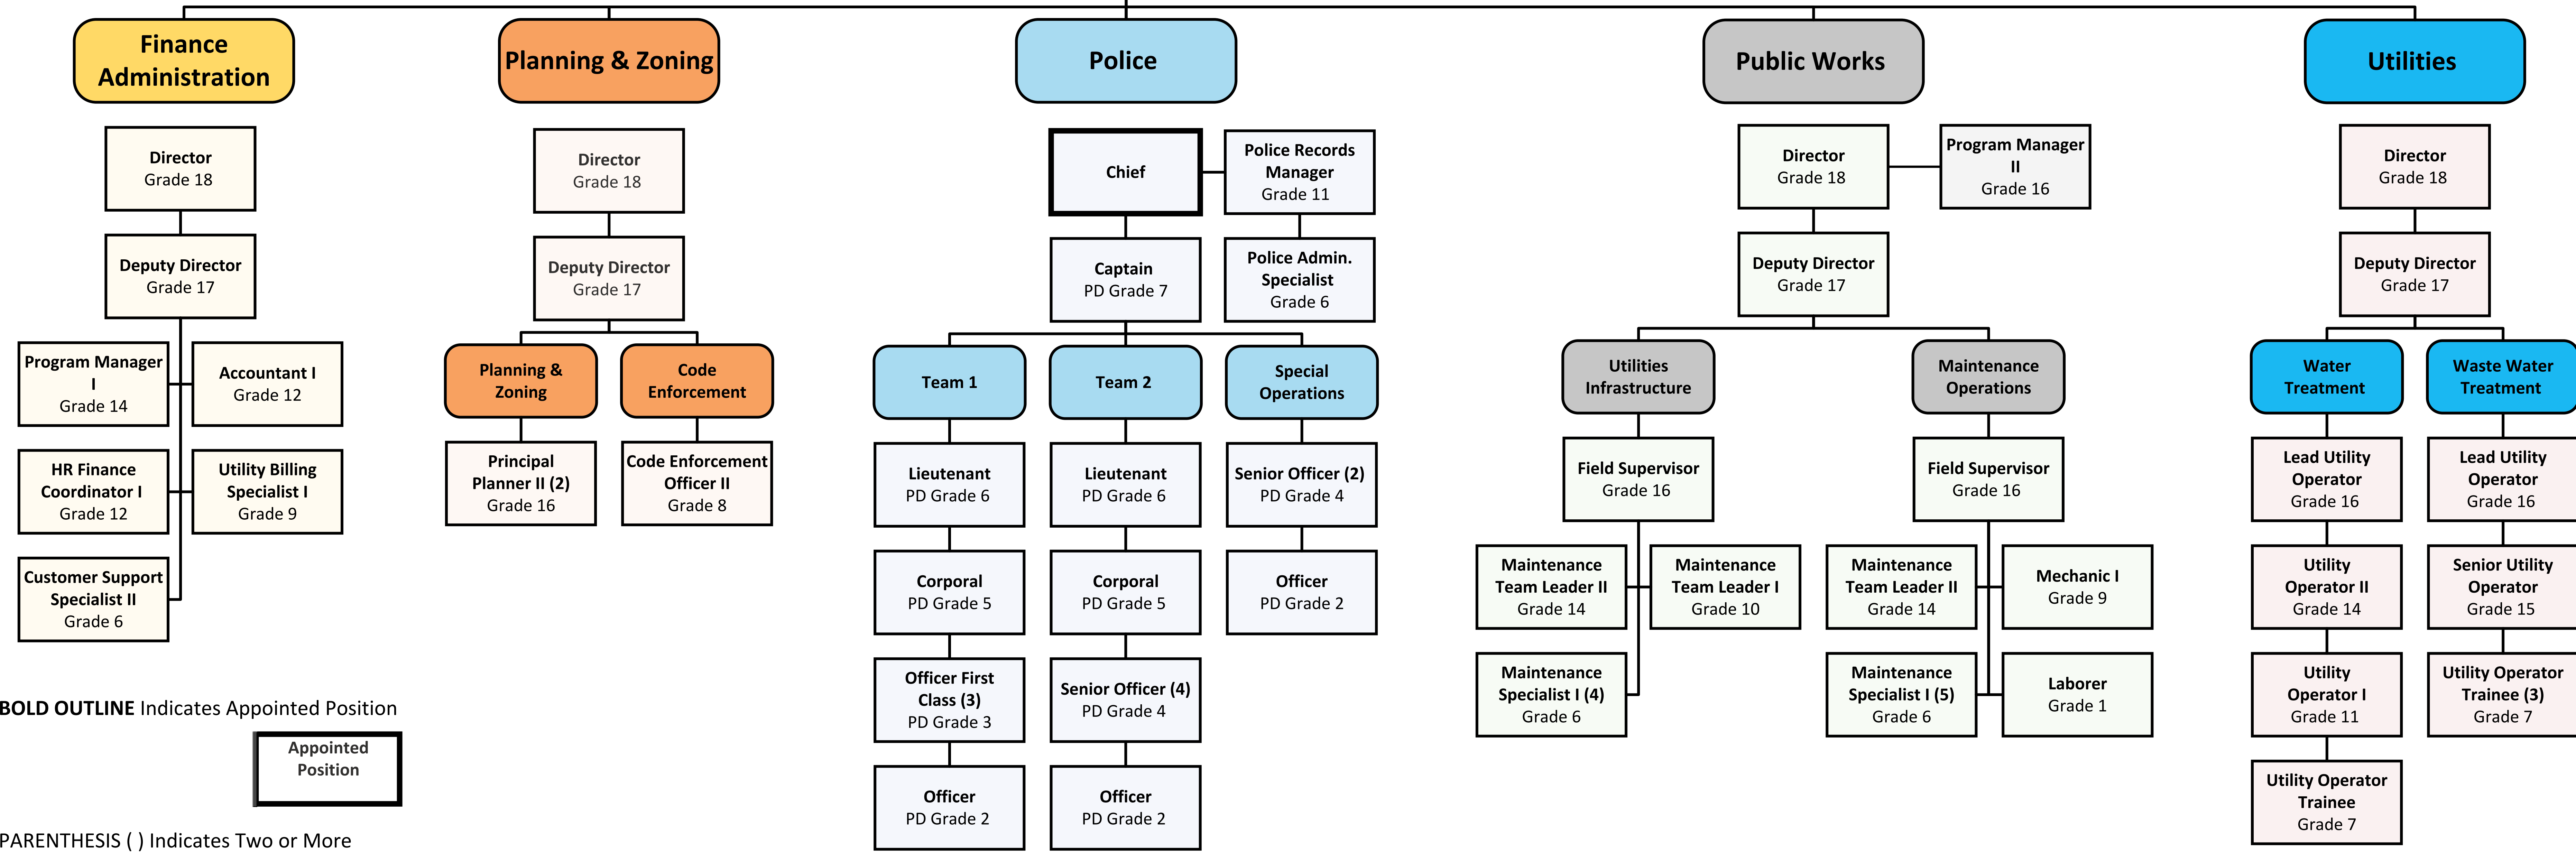 Finance
Administration
Director
Grade 18
Deputy Director
Grade 17
Program Manager
I
Grade 14
Accountant I
Grade 12
HR Finance
Coordinator I
Grade 12
Utility Billing
Specialist I
Grade 9
Customer Support
Specialist II
Grade 6
Planning & Zoning
Director
Grade 18
Deputy Director
Grade 17
Planning &
Zoning
Principal
Planner II (2)
Grade 16
Code
Enforcement
Code Enforcement
Officer II
Grade 8
Police
Chief
Police Records
Manager
Grade 11
Captain
PD Grade 7
Police Admin.
Specialist
Grade 6
Team 1
Lieutenant
PD Grade 6
Corporal
PD Grade 5
Officer First
Class (3)
PD Grade 3
Officer
PD Grade 2
Team 2
Lieutenant
PD Grade 6
Corporal
PD Grade 5
Senior Officer (4)
PD Grade 4
Officer
PD Grade 2
Special
Operations
Senior Officer (2)
PD Grade 4
Officer
PD Grade 2
Public Works
Director
Grade 18
Program Manager
II
Grade 16
Deputy Director
Grade 17
Utilities
Infrastructure
Field Supervisor
Grade 16
Maintenance
Team Leader II
Grade 14
Maintenance
Team Leader I
Grade 10
Maintenance
Specialist I (4)
Grade 6
Maintenance
Operations
Field Supervisor
Grade 16
Maintenance
Team Leader II
Grade 14
Mechanic I
Grade 9
Maintenance
Specialist I (5)
Grade 6
Laborer
Grade 1
Utilities
Director
Grade 18
Deputy Director
Grade 17
Water
Treatment
Lead Utility
Operator
Grade 16
Utility
Operator II
Grade 14
Utility
Operator I
Grade 11
Utility Operator
Trainee
Grade 7
Waste Water
Treatment
Lead Utility
Operator
Grade 16
Senior Utility
Operator
Grade 15
Utility Operator
Trainee (3)
Grade 7
BOLD OUTLINE Indicates Appointed Position
Appointed
Position
PARENTHESIS ( ) Indicates Two or More